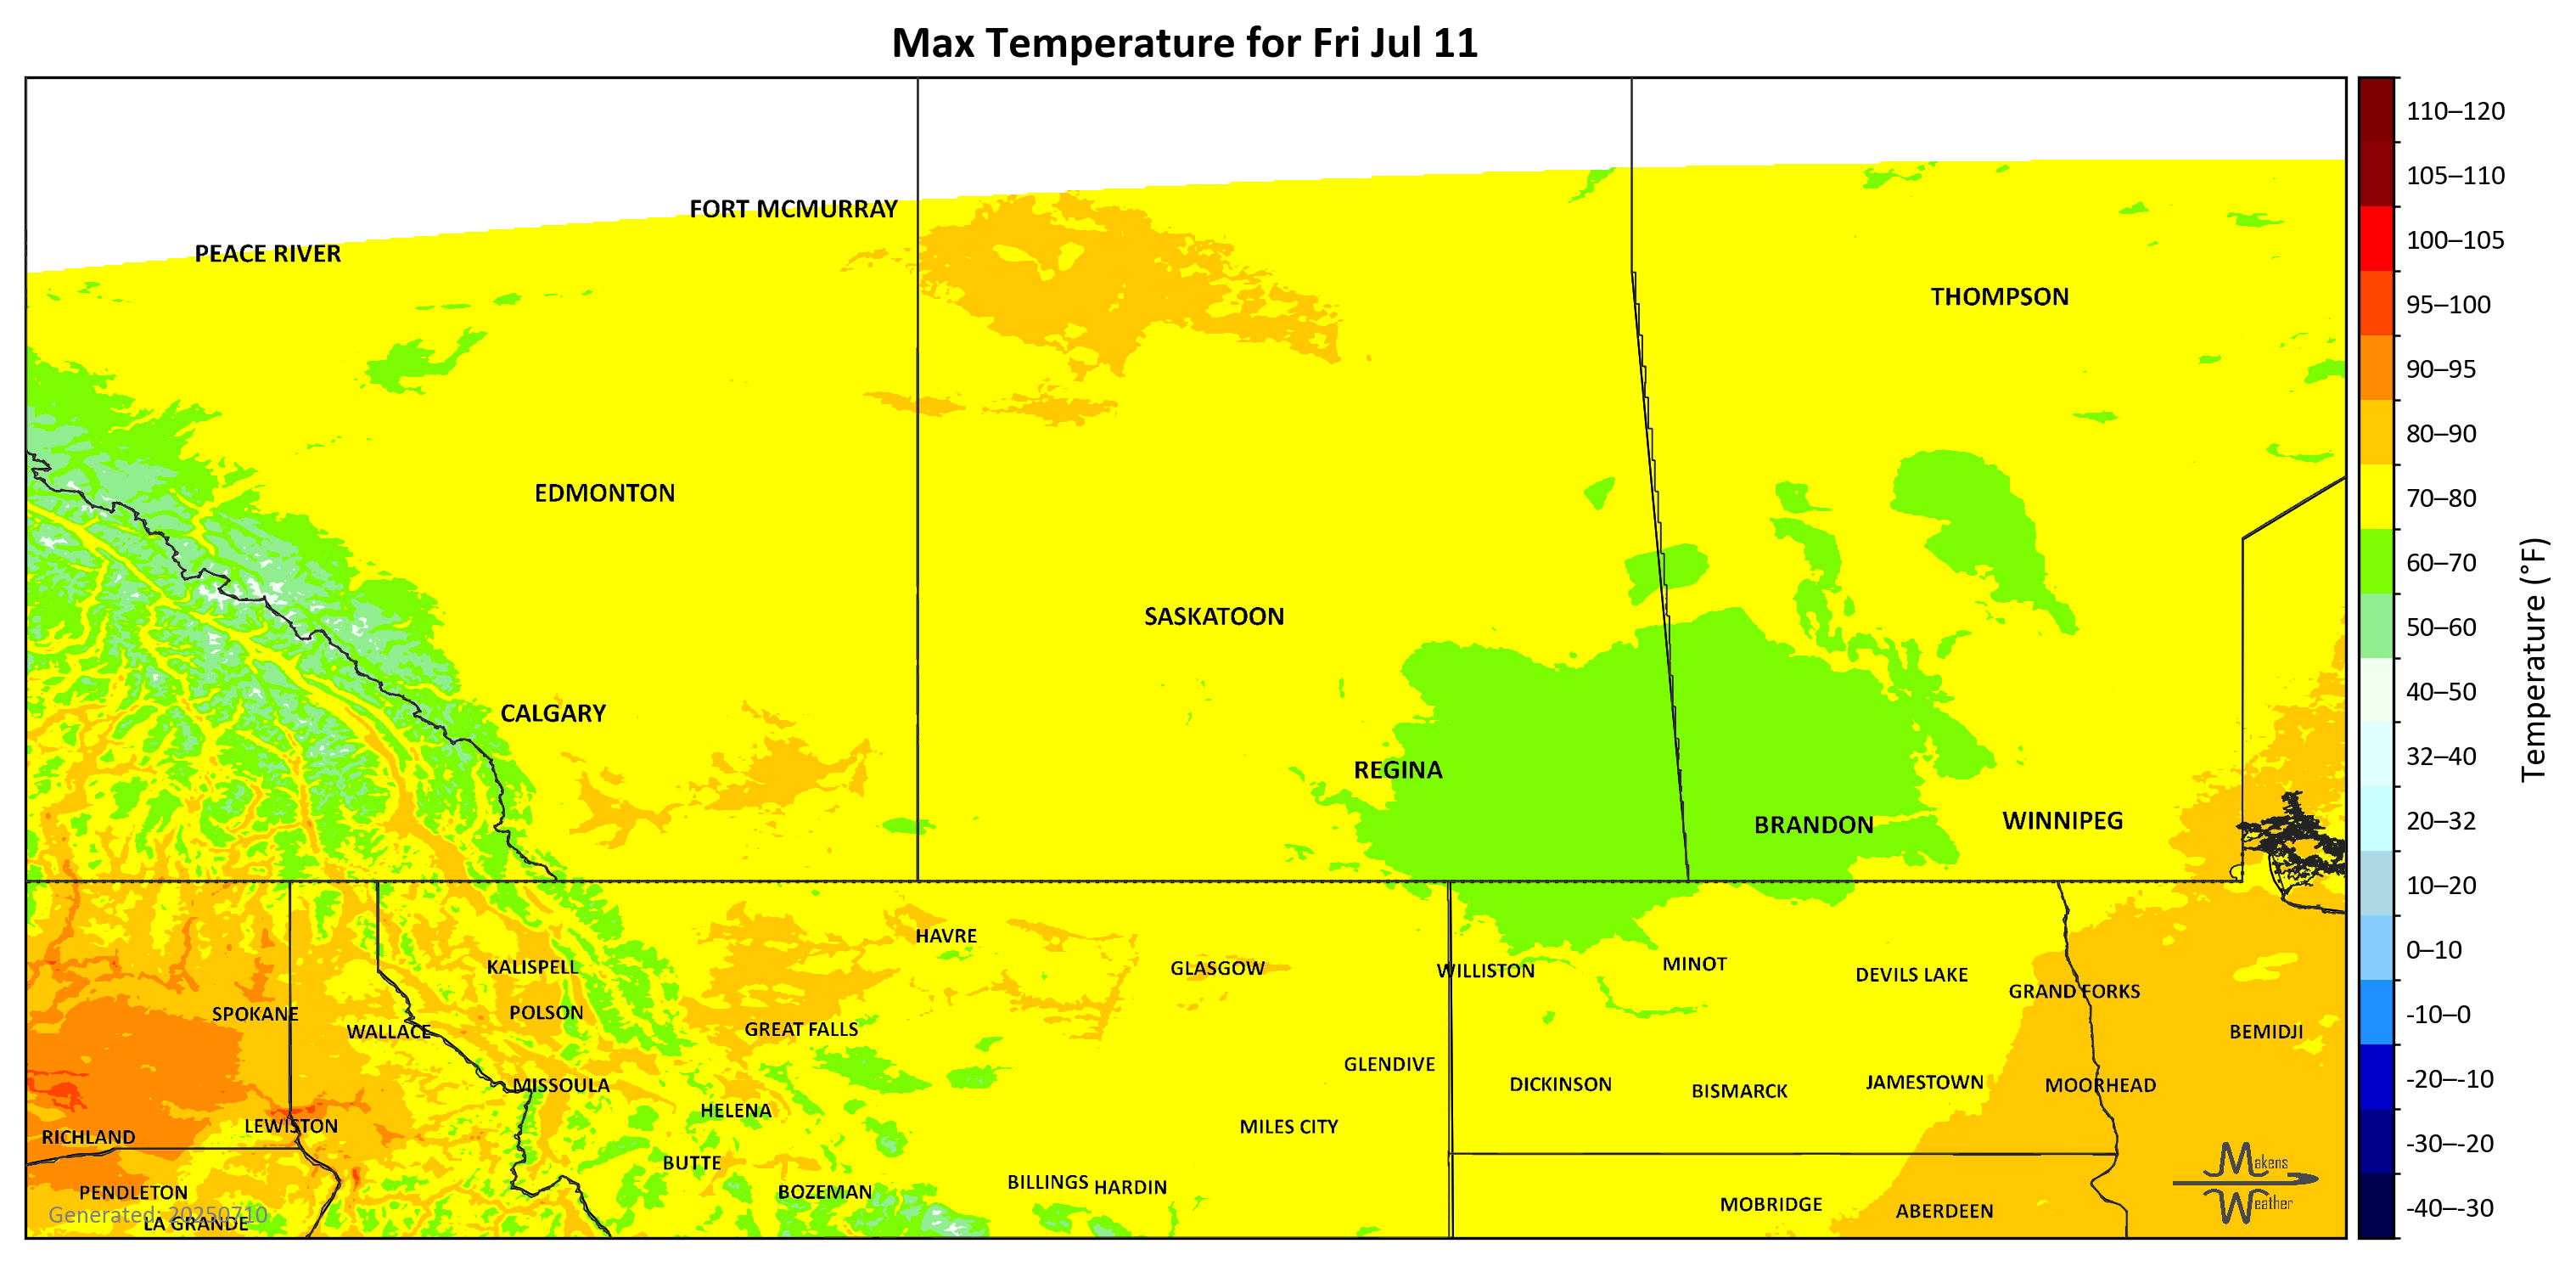 Max Temperature for Fri Jul 11
110–120
105–110
FORT MCMURRAY
100–105
PEACE RIVER
THOMPSON
95–100
90–95
80–90
EDMONTON
70–80
60–70
SASKATOON
50–60
Temperature (°F)
40–50
CALGARY
32–40
REGINA
20–32
BRANDON
WINNIPEG
10–20
HAVRE
0–10
KALISPELL
GLASGOW
WILLISTON
MINOT
DEVILS LAKE
GRAND FORKS
-10–0
SPOKANE
POLSON
WALLACE
GREAT FALLS
BEMIDJI
GLENDIVE
-20–-10
MISSOULA
DICKINSON
BISMARCK
JAMESTOWN
MOORHEAD
HELENA
LEWISTON
MILES CITY
RICHLAND
-30–-20
BUTTE
Makens
Weather
PENDLETON
BOZEMAN
BILLINGS
HARDIN
MOBRIDGE
ABERDEEN
-40–-30
Generated: 20250710
LA GRANDE